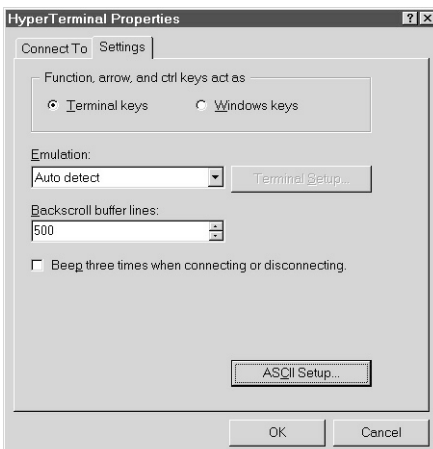 HyperTerminal Properties
Connect To Settings
Function, arrow, and ctrl keys act as
Terminal keys Windows keys
Emulation:
Auto detect Terminal Setup...
Backscroll buffer lines:
500
Beep three times when connecting or disconnecting.
ASCII Setup...
OK Cancel